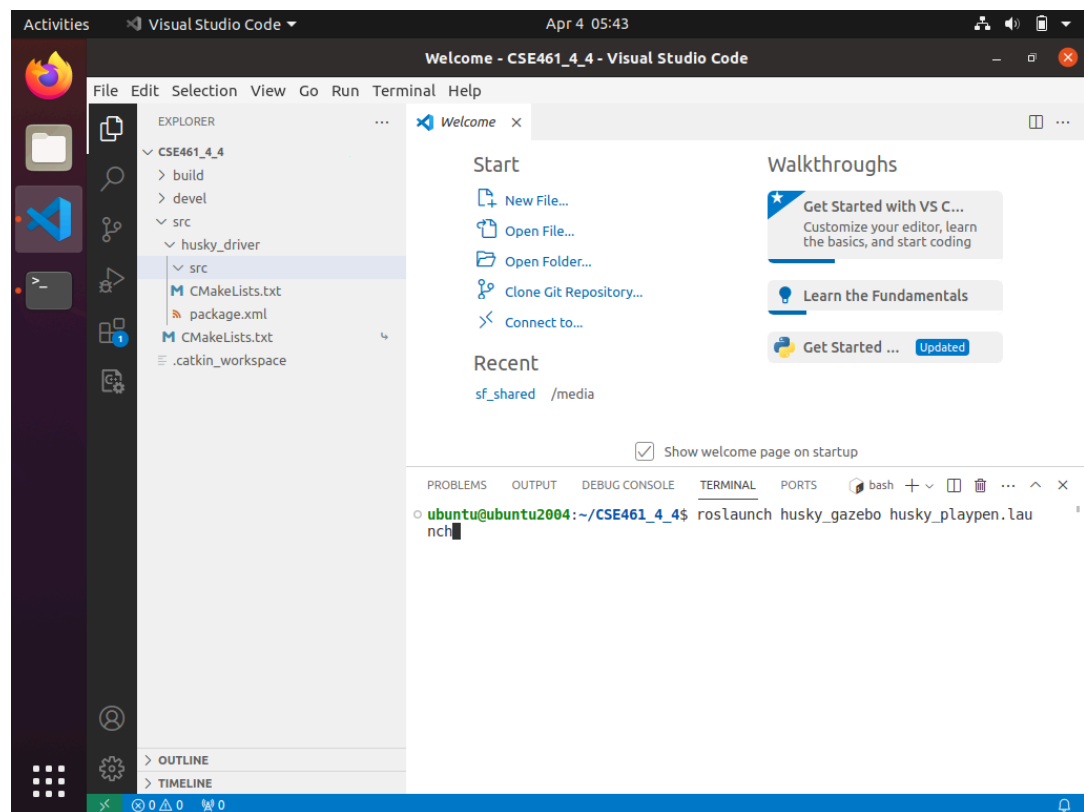 Activities
Visual Studio Code
Apr 4 05:43
Welcome - CSE461_4_4 - Visual Studio Code
File Edit Selection View Go Run Terminal Help
EXPLORER
CSE461_4_4
build
devel
src
husky_driver
src
CMakeLists.txt
package.xml
CMakeLists.txt
.catkin_workspace
OUTLINE
TIMELINE
1
Welcome
Start
New File...
Open File...
Open Folder...
Clone Git Repository...
Connect to...
Recent
sf_shared /media
Walkthroughs
Get Started with VS C...
Customize your editor, learn
the basics, and start coding
Learn the Fundamentals
Get Started ... Updated
Show welcome page on startup
PROBLEMS OUTPUT DEBUG CONSOLE TERMINAL PORTS bash
ubuntu@ubuntu2004:~/CSE461_4_4$ roslaunch husky_gazebo husky_playpen.lau
nch
0 0 0